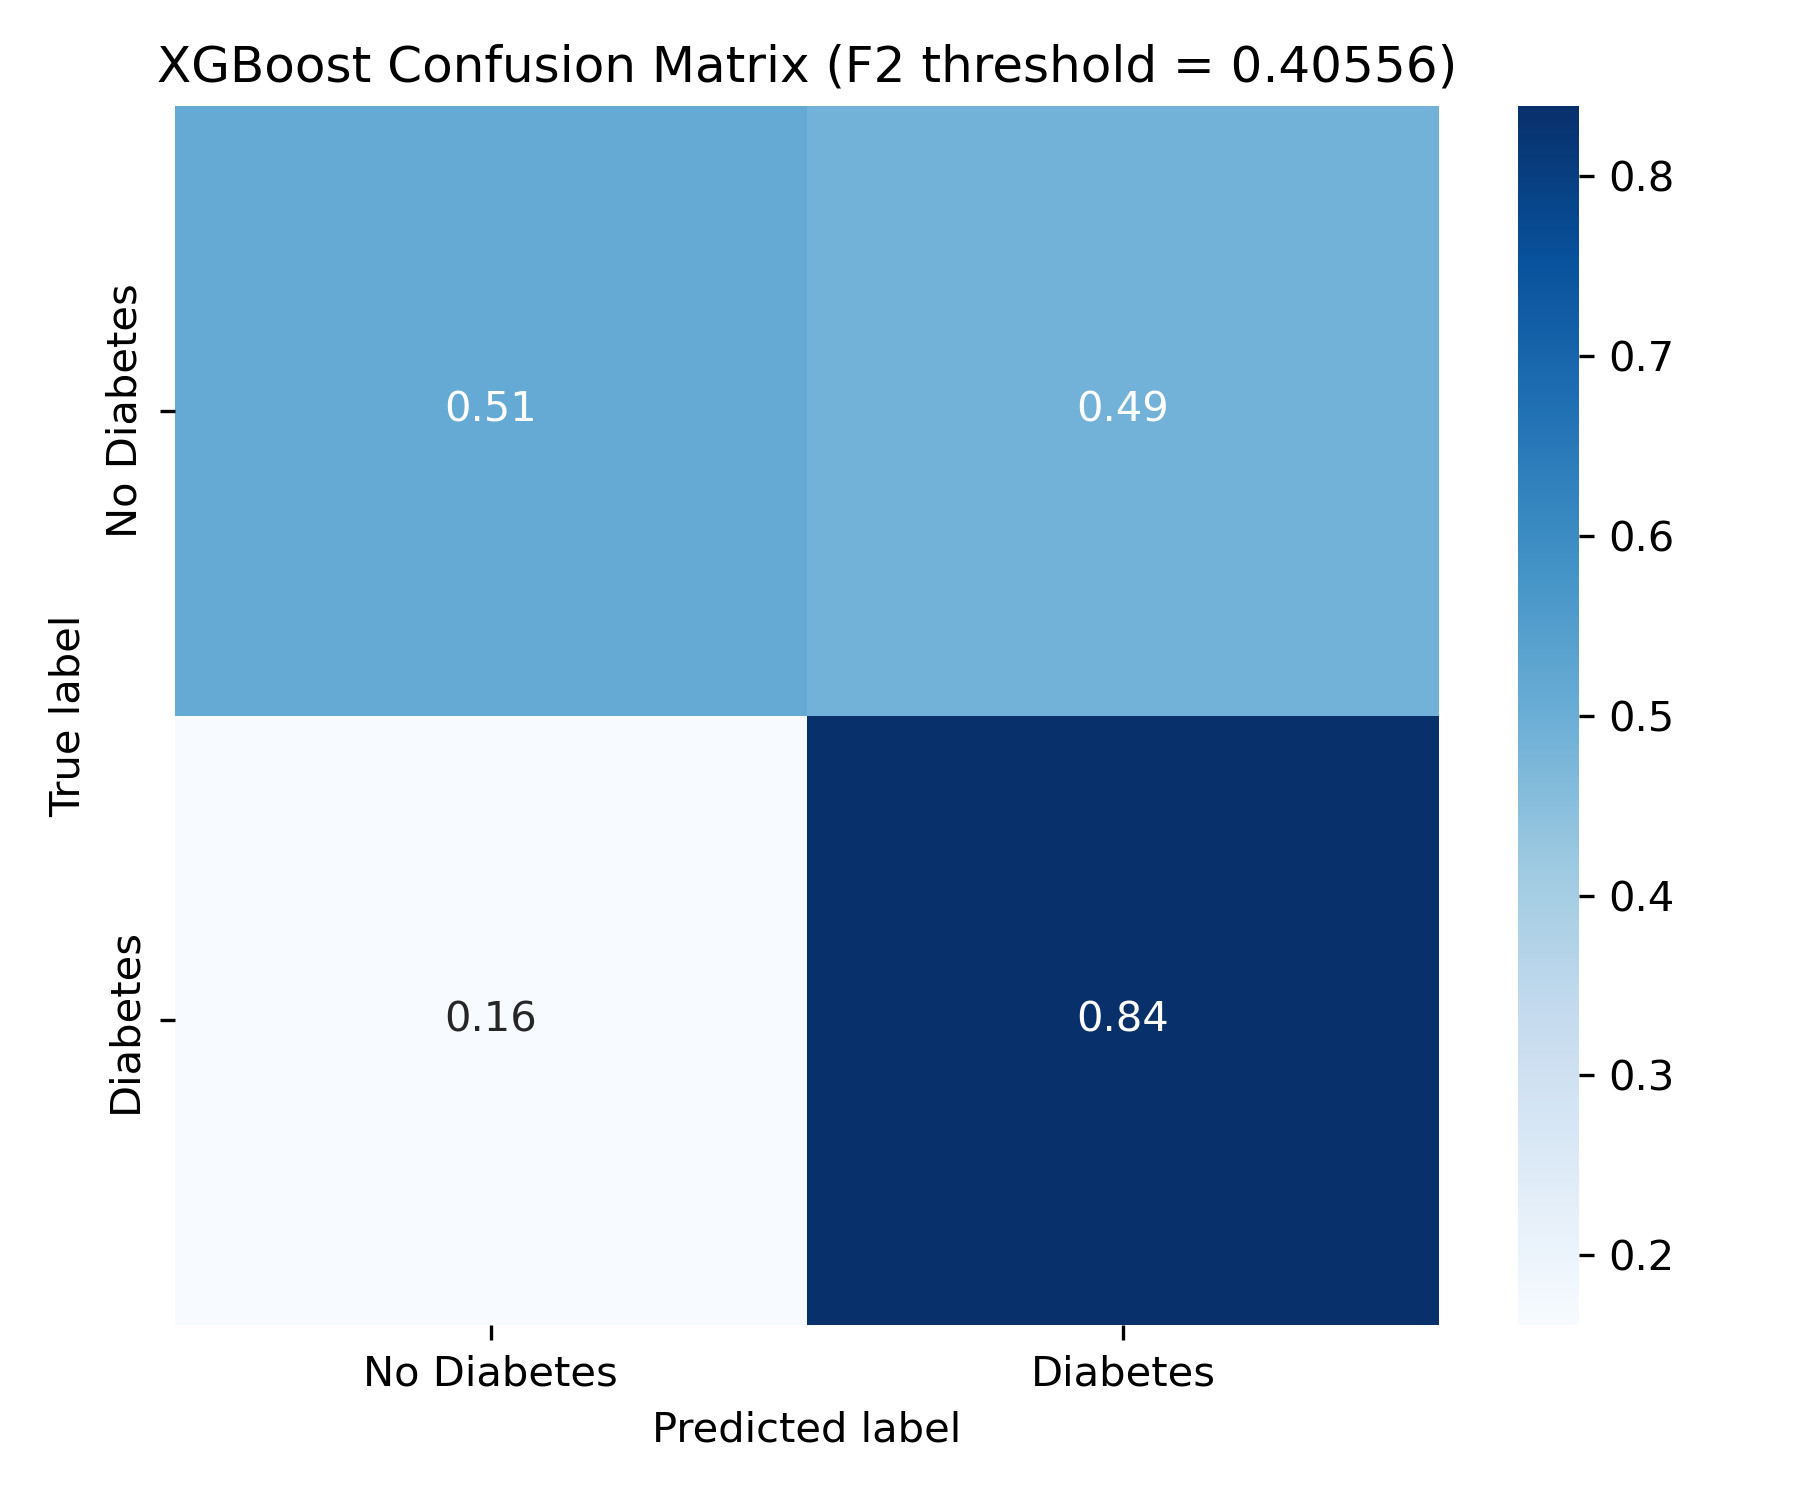 XGBoost Confusion Matrix (F2 threshold = 0.40556)
True label
No Diabetes
Diabetes
0.51
0.49
0.16
0.84
No Diabetes
Diabetes
Predicted label
0.8
0.7
0.6
0.5
0.4
0.3
0.2